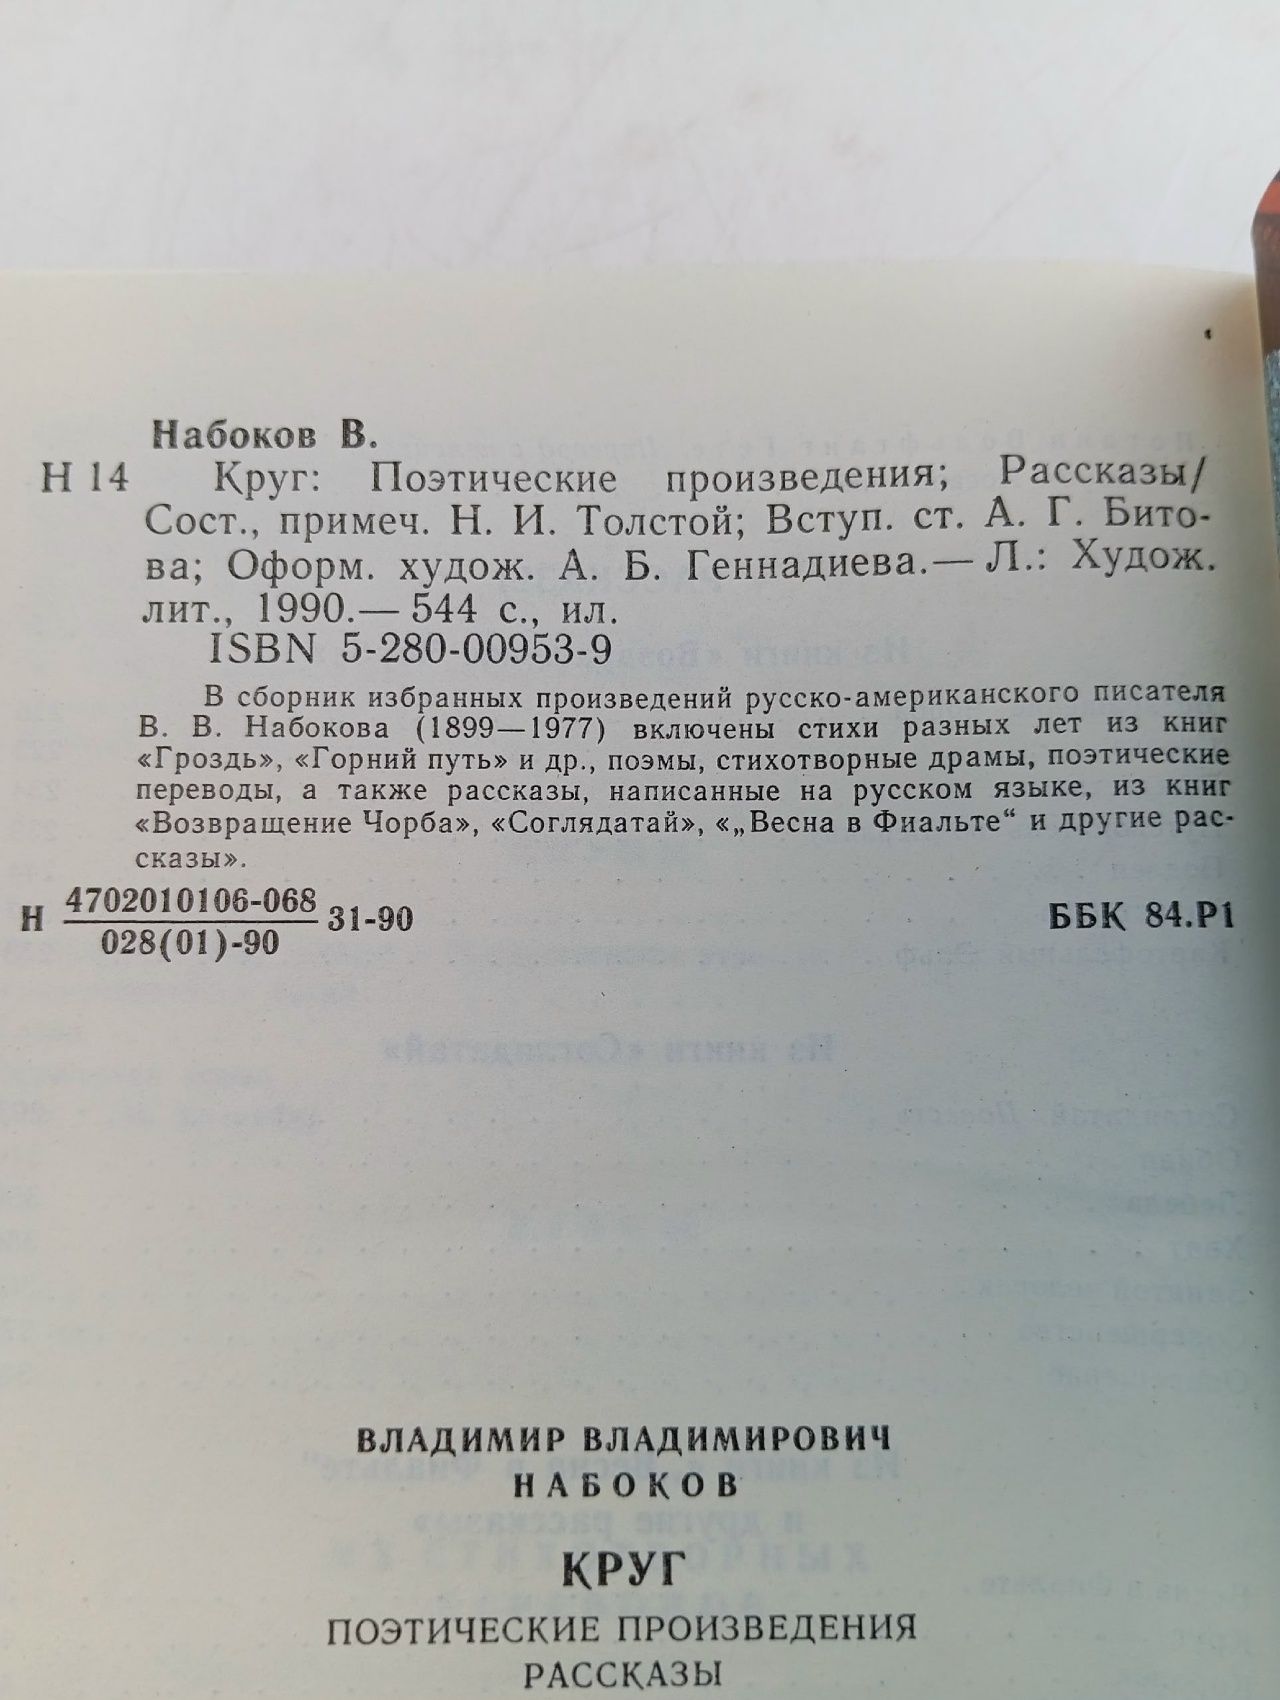 Набоков В.
Н 14 Круг: Поэтические произведения; Рассказы/
Сост., примеч. Н. И. Толстой; Вступ. ст. А. Г. Бито-
ва; Оформ. худож. А. Б. Геннадиева.— Л.: Худож.
лит., 1990.— 544 с., ил.
ISBN 5-280-00953-9
В сборник избранных произведений русско-американского писателя
В. В. Набокова (1899—1977) включены стихи разных лет из книг
«Гроздь», «Горний путь» и др., поэмы, стихотворные драмы, поэтические
переводы, а также рассказы, написанные на русском языке, из книг
«Возвращение Чорба», «Соглядатай», «„Весна в Фиальте“ и другие рас-
сказы».
Н 4702010106-068 31-90 ББК 84.Р1
028(01)-90
ВЛАДИМИР ВЛАДИМИРОВИЧ
НАБОКОВ
КРУГ
ПОЭТИЧЕСКИЕ ПРОИЗВЕДЕНИЯ
РАССКАЗЫ